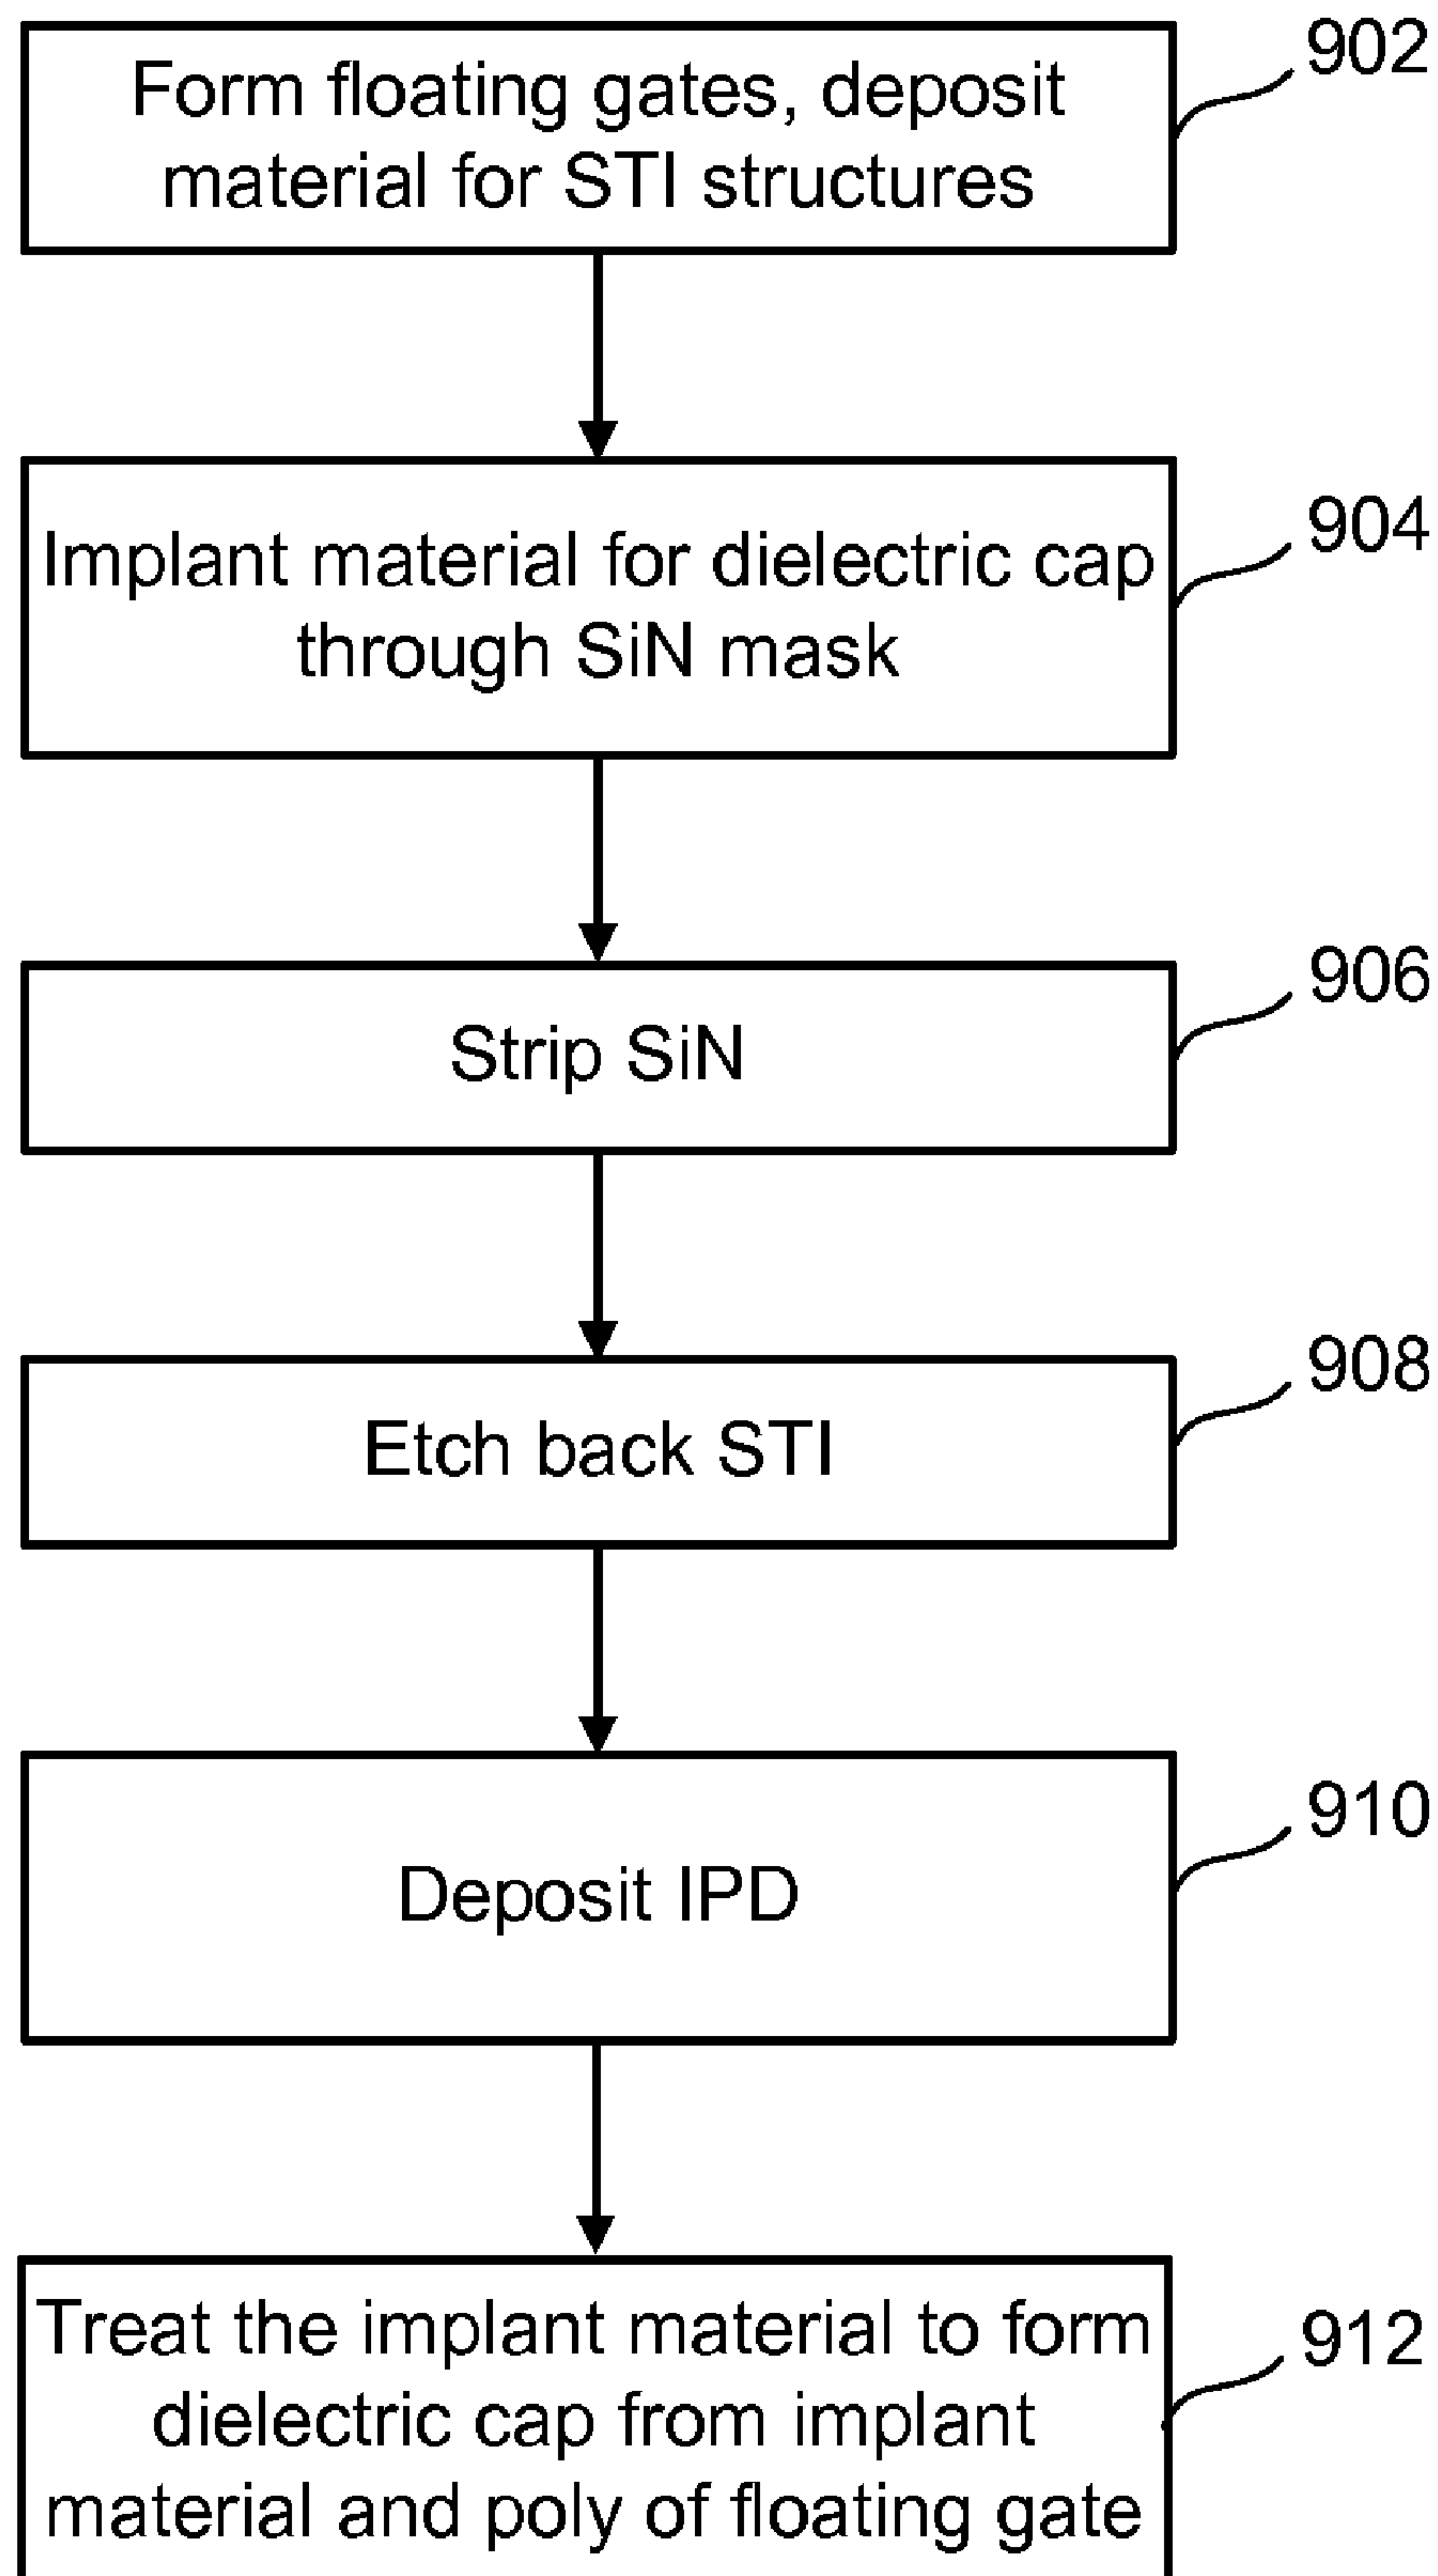 Form floating gates, deposit
material for STI structures
902
Implant material for dielectric cap
through SiN mask
904
Strip SiN
906
Etch back STI
908
Deposit IPD
910
Treat the implant material to form
dielectric cap from implant
material and poly of floating gate
912